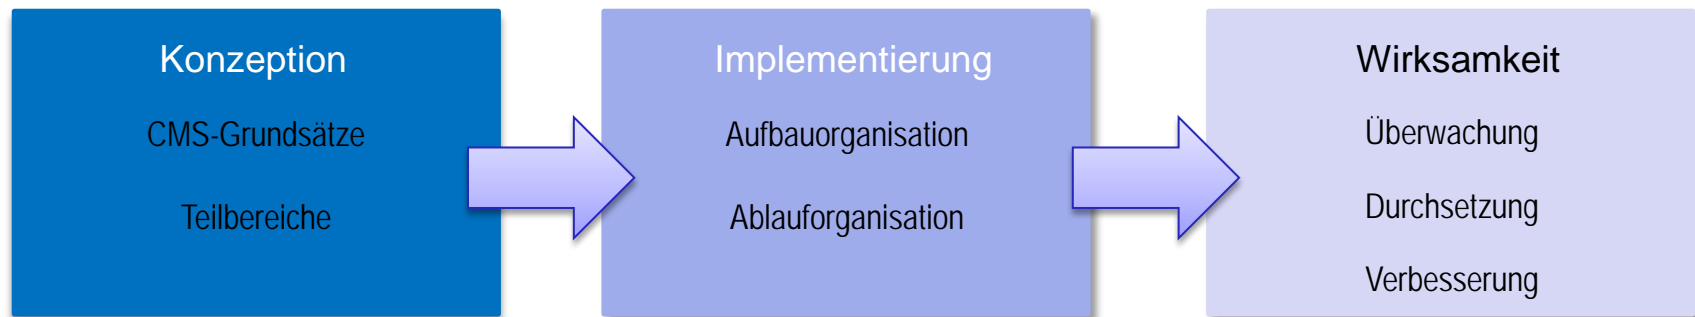 Konzeption
CMS-Grundsätze
Teilbereiche
Implementierung
Aufbauorganisation
Ablauforganisation
Wirksamkeit
Überwachung
Durchsetzung
Verbesserung